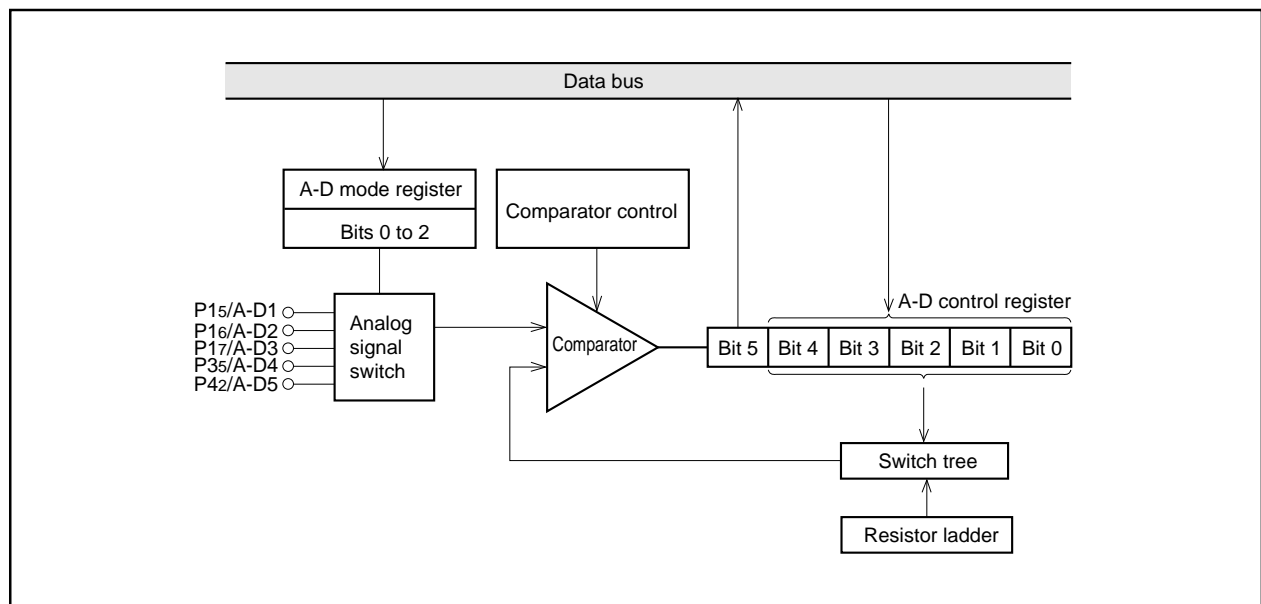 Data bus
A-D mode register
Bits 0 to 2
Comparator control
P15/A-D1
P16/A-D2
P17/A-D3
P35/A-D4
P42/A-D5
Analog
signal
switch
Comparator
A-D control register
Bit 5 Bit 4 Bit 3 Bit 2 Bit 1 Bit 0
Switch tree
Resistor ladder